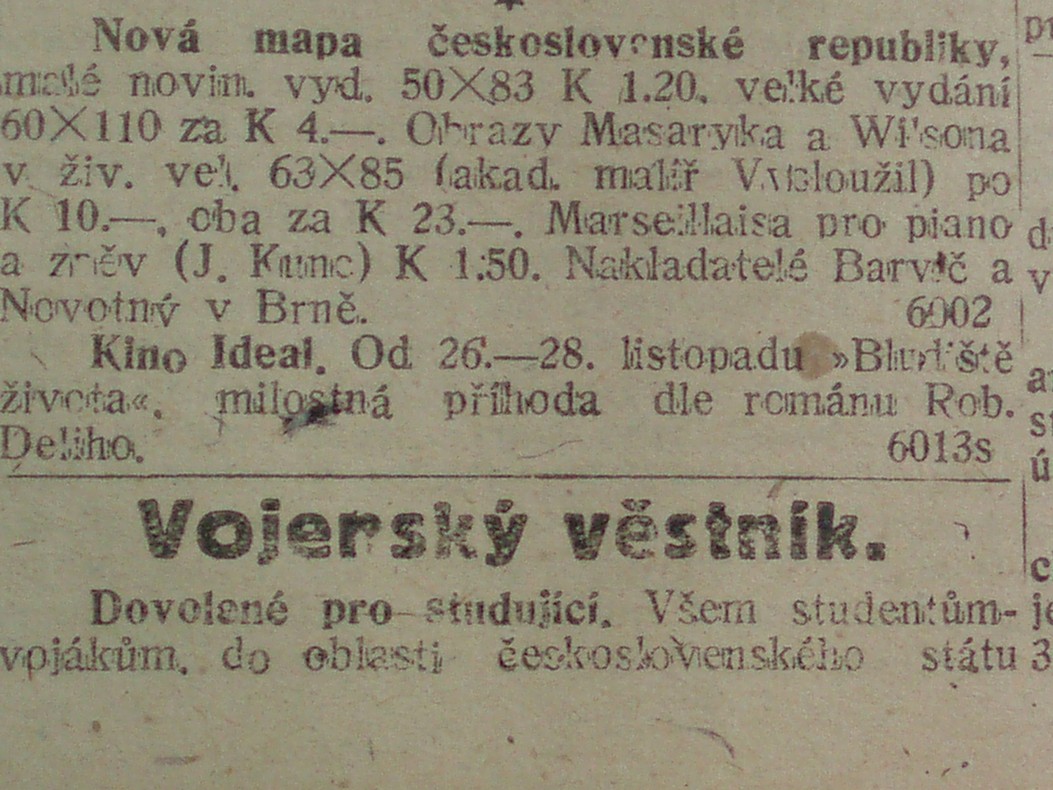 Nová mapa československé republiky,
malé novin. vyd. 50×83 K 1.20. velké vydání
60×110 za K 4.—. Obrazy Masaryka a Wilsona
v živ. vel. 63×85 (akad. malíř Vysloužil) po
K 10.—, oba za K 23.—. Marseillaisa pro piano
a zpěv (J. Kunc) K 1.50. Nakladatelé Barvič a
Novotný v Brně. 6002
Kino Ideal. Od 26.—28. listopadu »Bludiště
života«, milostná příhoda dle románu Rob.
Deliho. 6013s
Vojenský věstník.
Dovolené pro studující. Všem studentům-
vojákům, do oblasti československého státu